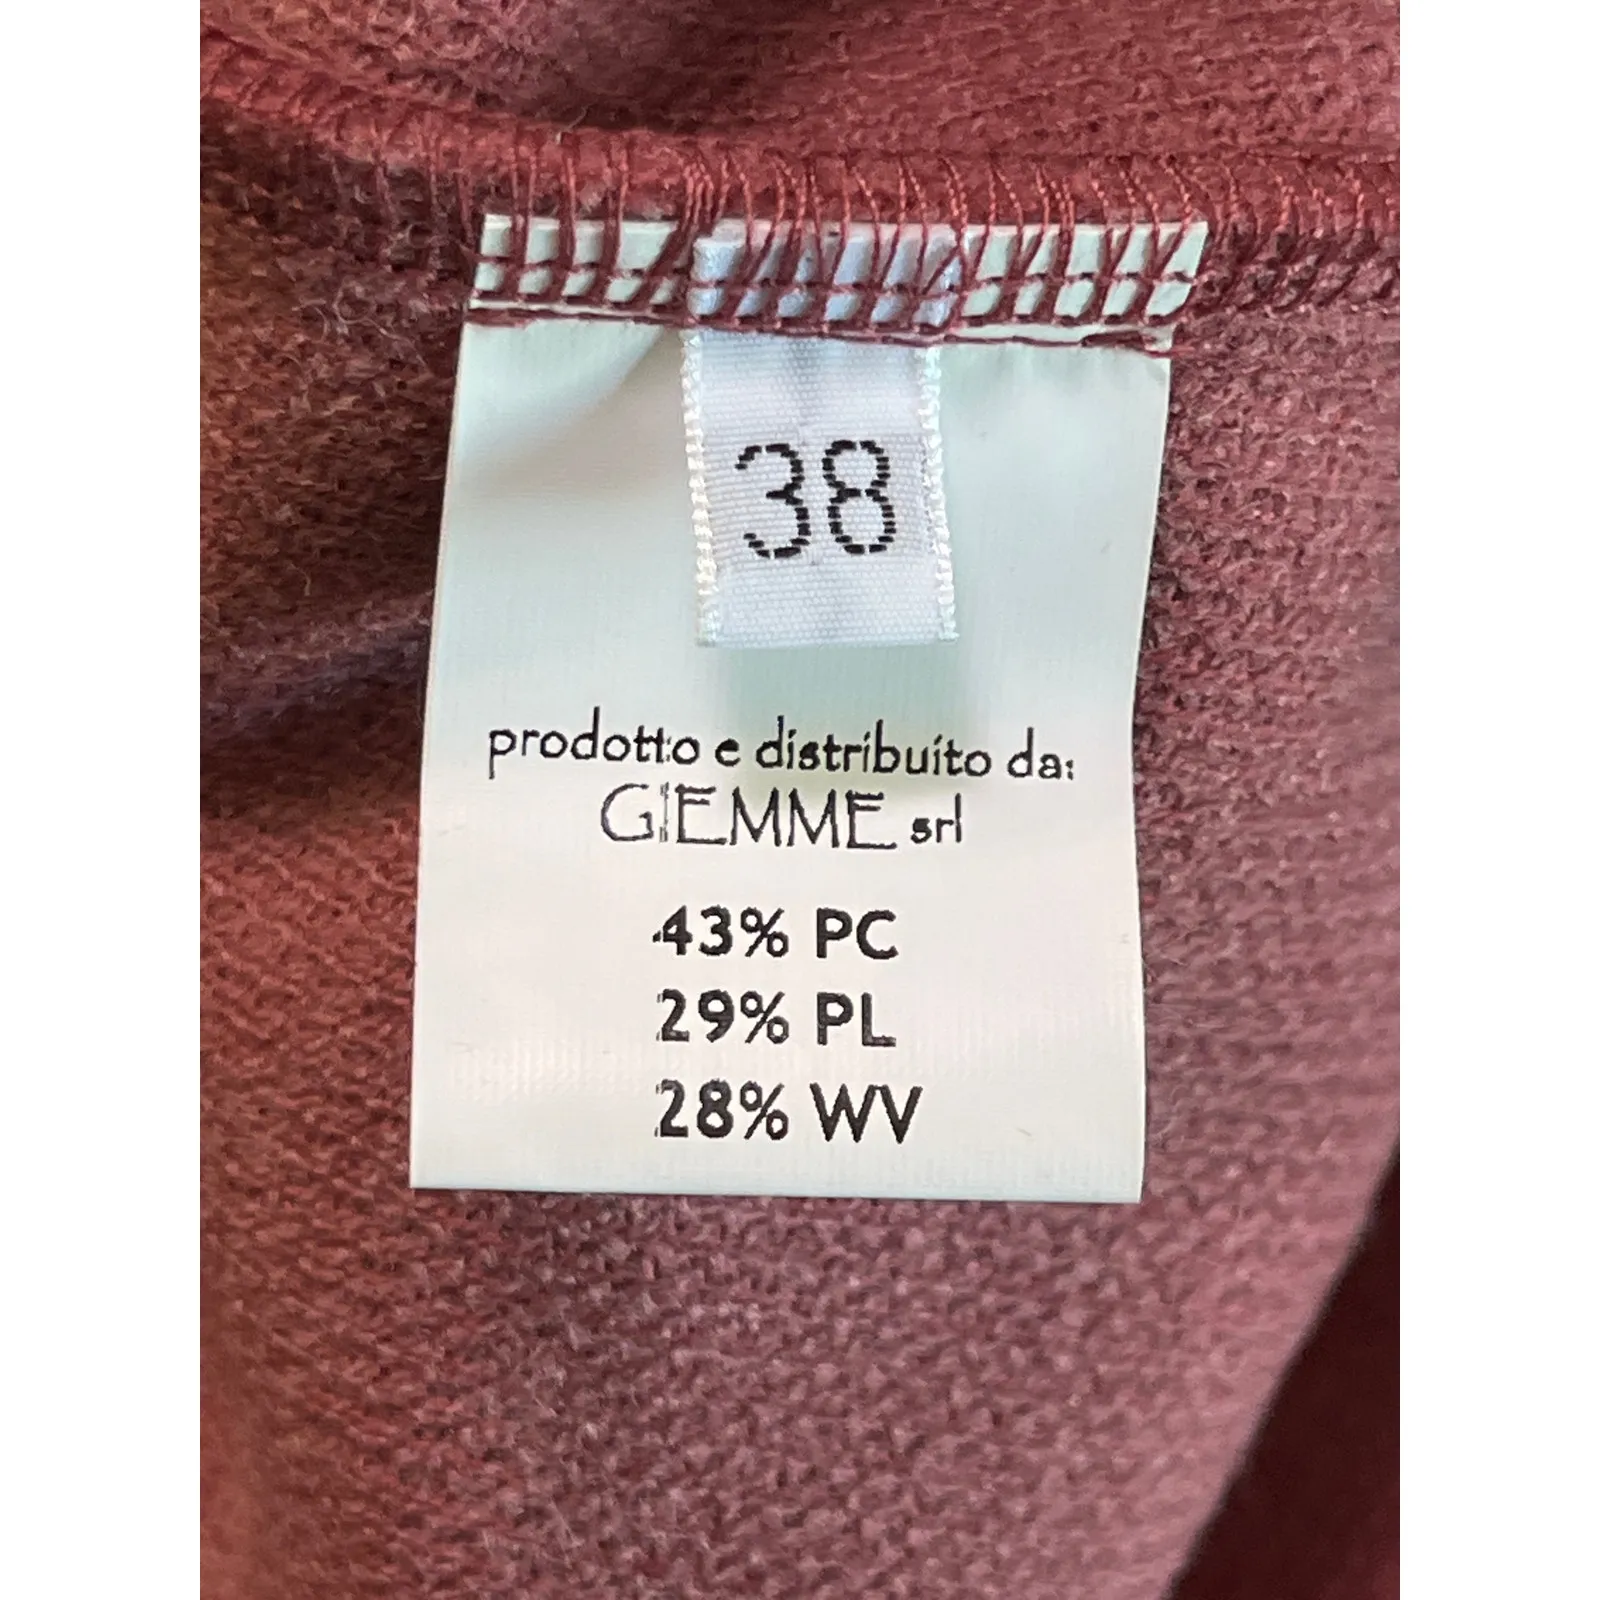 38
prodotto e distribuito da:
GIEMME srl
43% PC
29% PL
28% WV